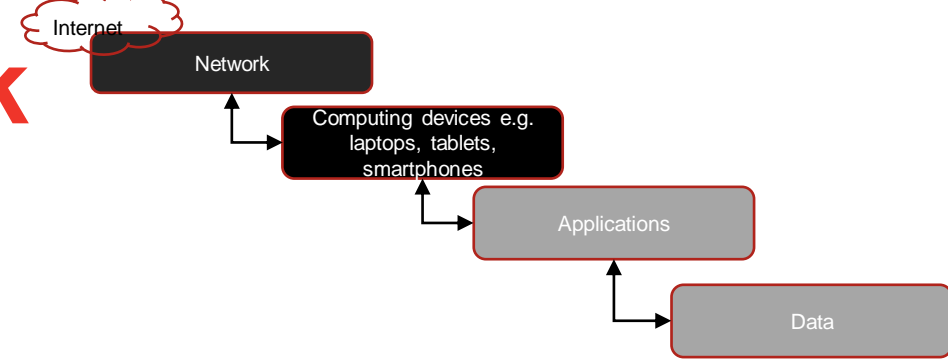 Internet
Network
Computing devices e.g.
laptops, tablets,
smartphones
Applications
Data